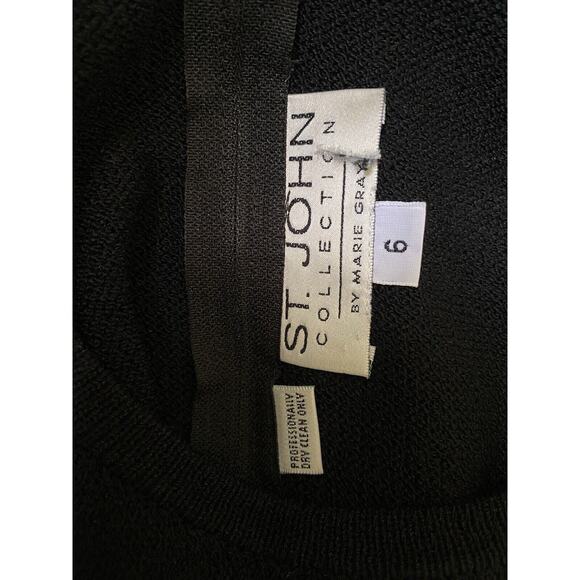 ST. JOHN
COLLECTION
BY MARIE GRAY
6
PROFESSIONALLY
DRY CLEAN ONLY